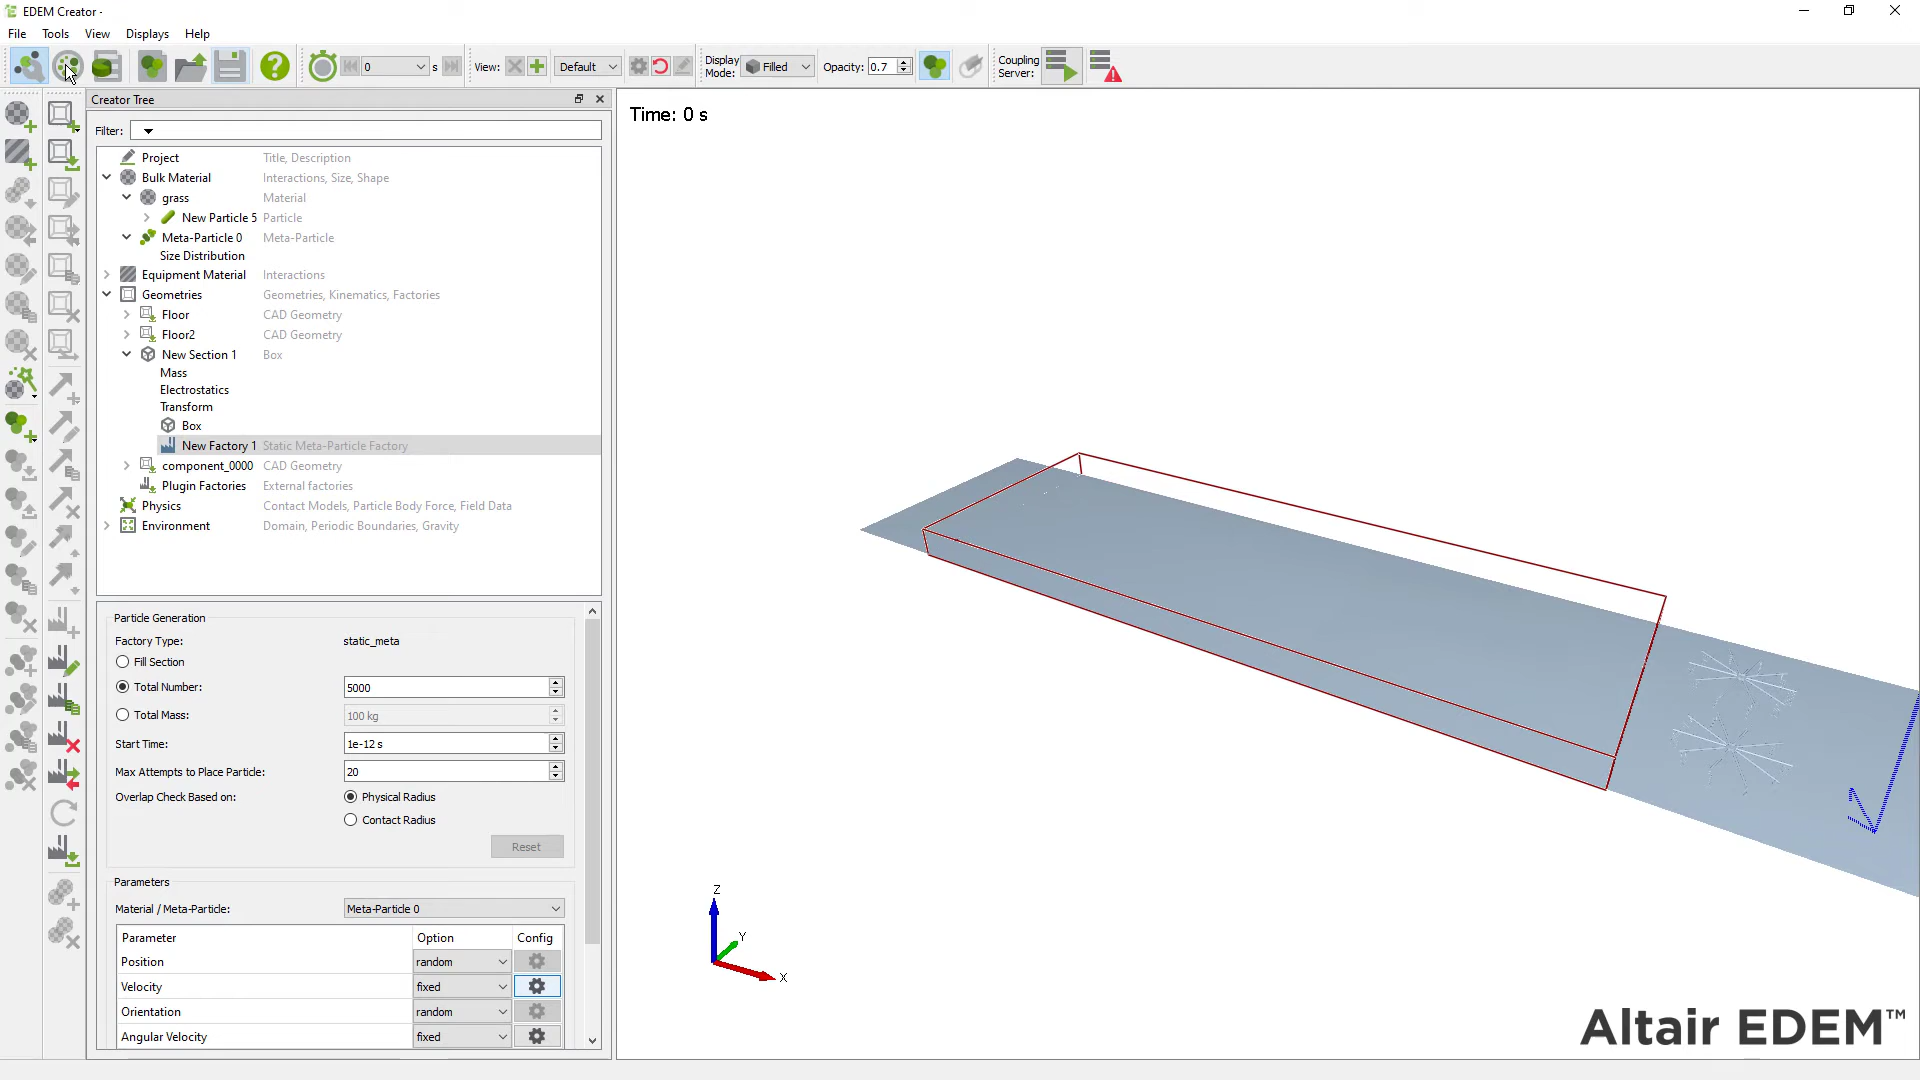 EDEM Creator -
File Tools View Displays Help
0 s View: Default Display Mode: Filled Opacity: 0.7 Coupling Server:
Creator Tree
Filter:
Project Title, Description
Bulk Material Interactions, Size, Shape
grass Material
New Particle 5 Particle
Meta-Particle 0 Meta-Particle
Size Distribution
Equipment Material Interactions
Geometries Geometries, Kinematics, Factories
Floor CAD Geometry
Floor2 CAD Geometry
New Section 1 Box
Mass
Electrostatics
Transform
Box
New Factory 1 Static Meta-Particle Factory
component_0000 CAD Geometry
Plugin Factories External factories
Physics Contact Models, Particle Body Force, Field Data
Environment Domain, Periodic Boundaries, Gravity
Particle Generation
Factory Type: static_meta
Fill Section
Total Number: 5000
Total Mass: 100 kg
Start Time: 1e-12 s
Max Attempts to Place Particle: 20
Overlap Check Based on: Physical Radius
Contact Radius
Reset
Parameters
Material / Meta-Particle: Meta-Particle 0
Parameter Option Config
Position random
Velocity fixed
Orientation random
Angular Velocity fixed
Time: 0 s
Z
Y
X
Altair EDEM™